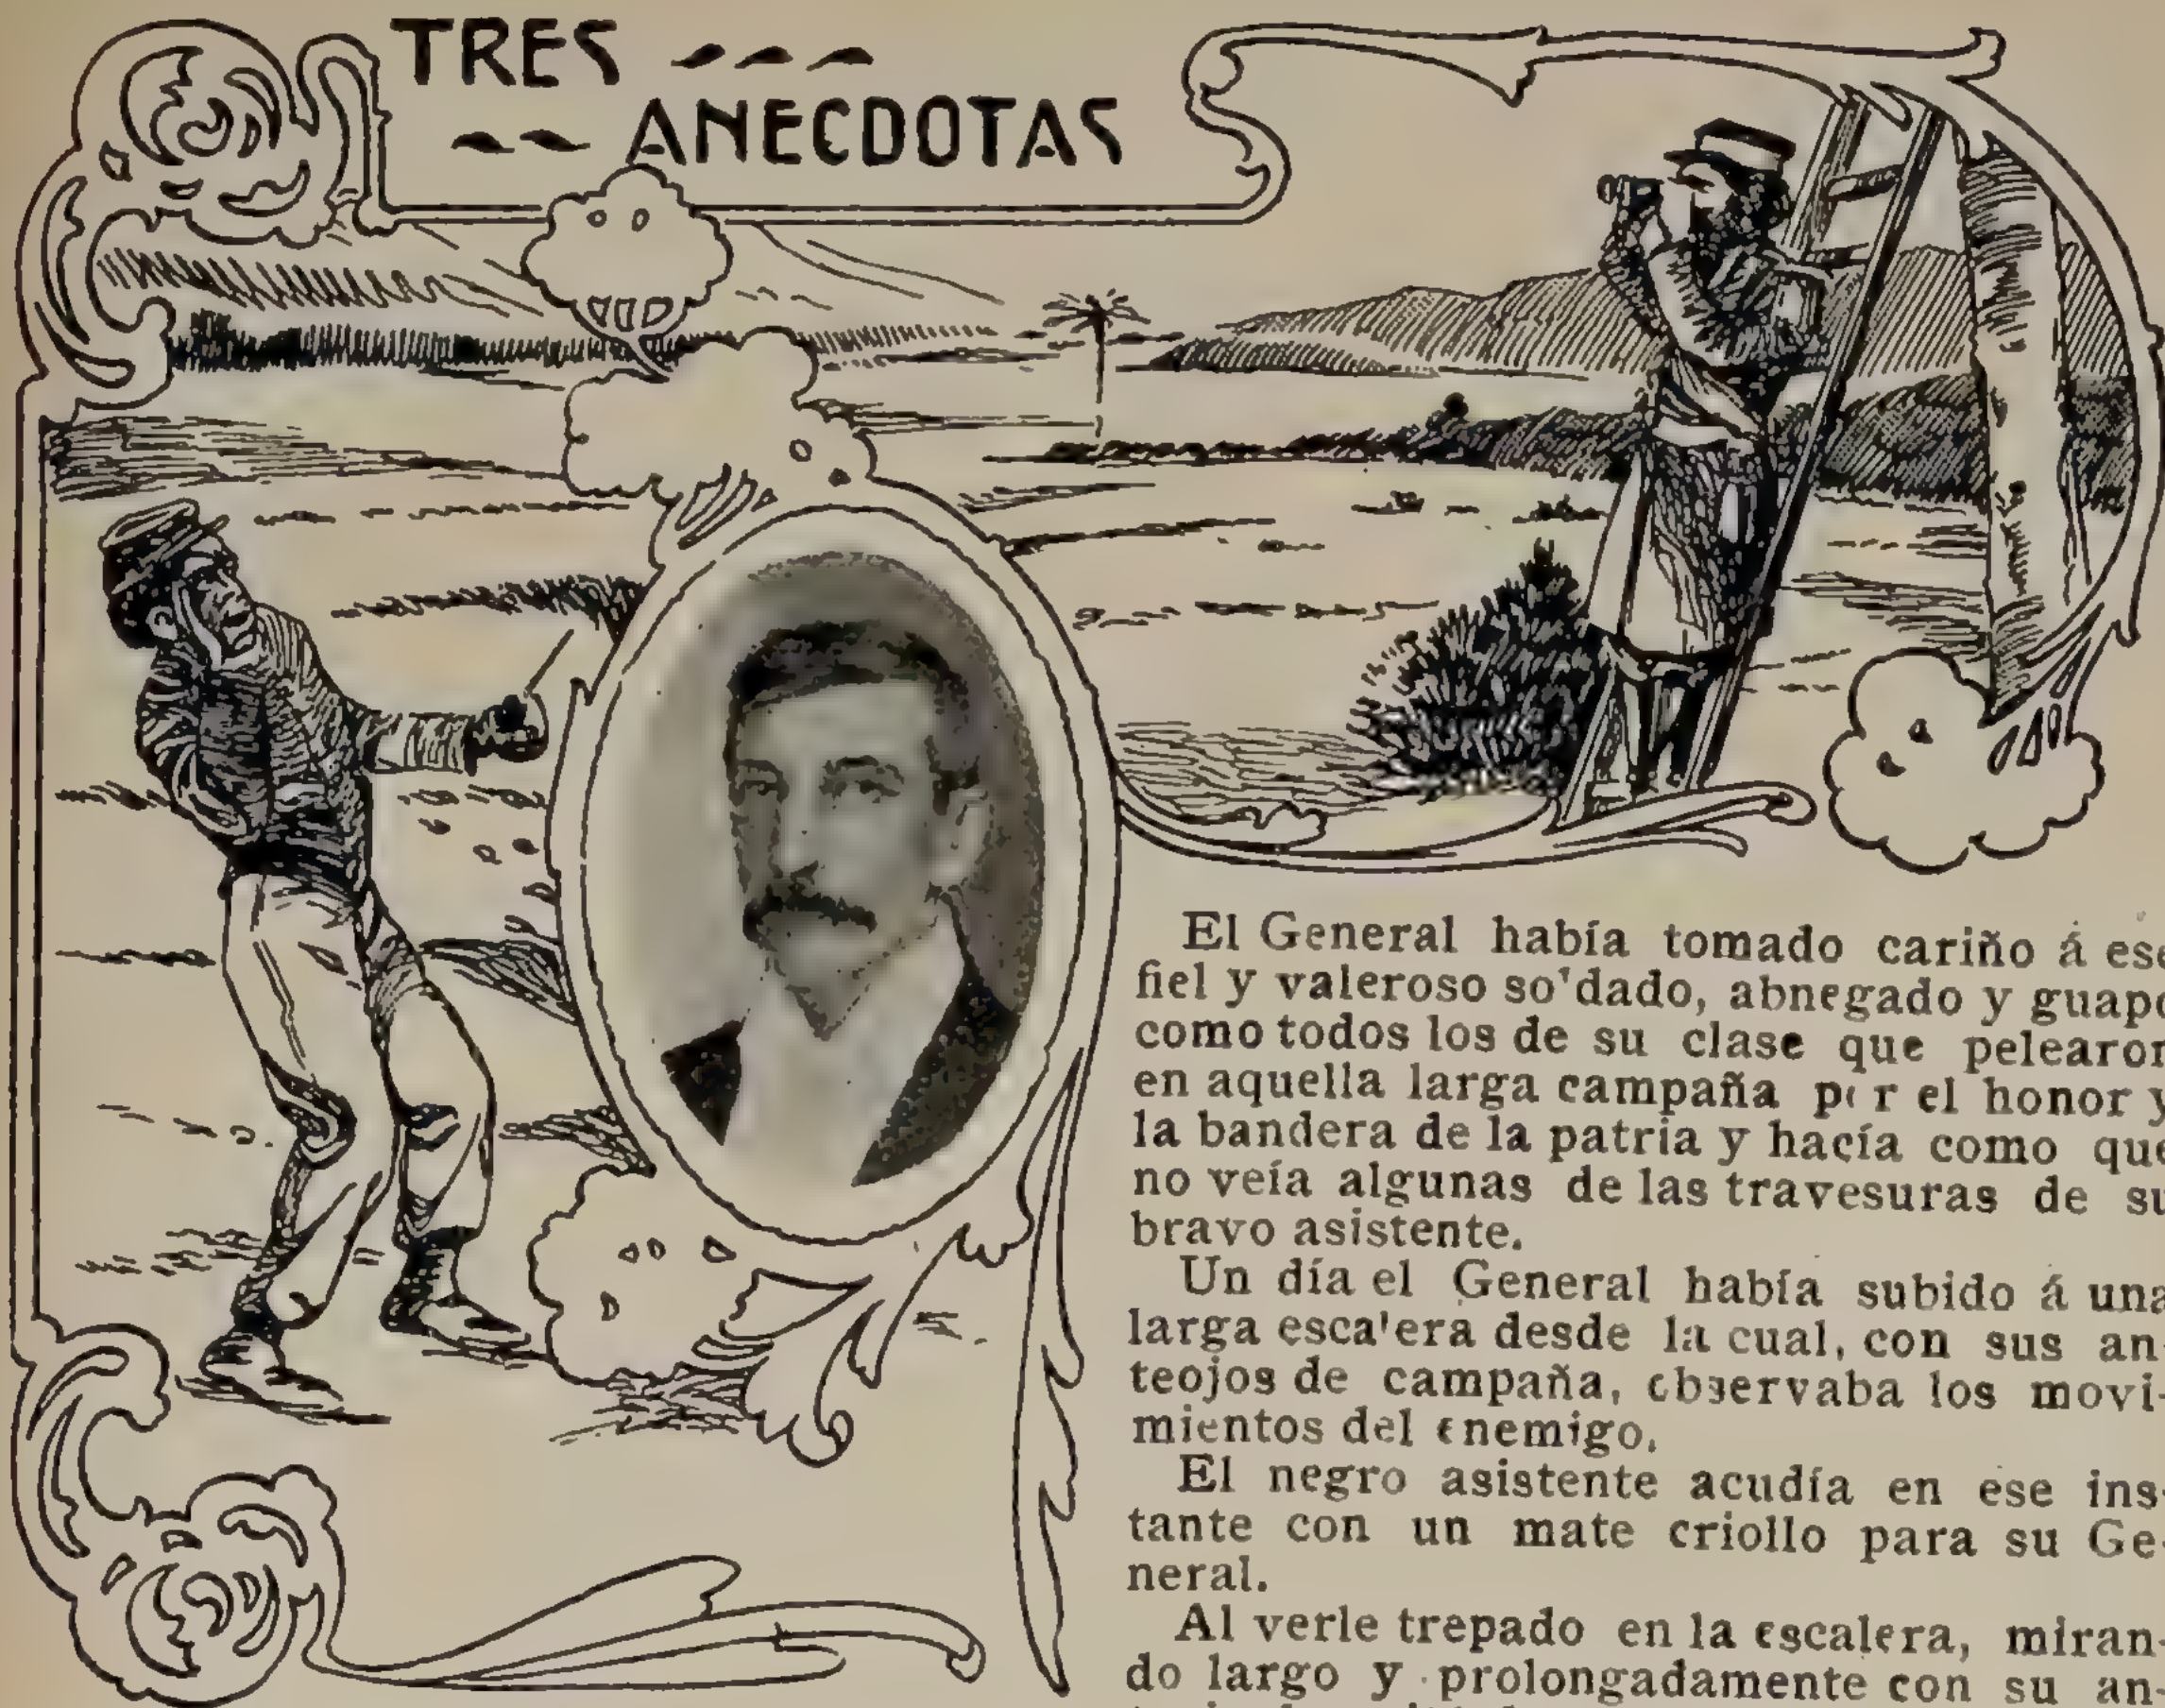 TRES
ANECDOTAS
El General había tomado cariño á ese
fiel y valeroso so'dado, abnegado y guapo
como todos los de su clase que pelearon
en aquella larga campaña por el honor y
la bandera de la patria y hacía como que
no veía algunas de las travesuras de su
bravo asistente.
Un día el General había subido á una
larga esca'era desde la cual, con sus an-
teojos de campaña, observaba los movi-
mientos del enemigo.
El negro asistente acudía en ese ins-
tante con un mate criollo para su Ge-
neral.
Al verle trepado en la escalera, miran-
do largo y prolongadamente con su an-